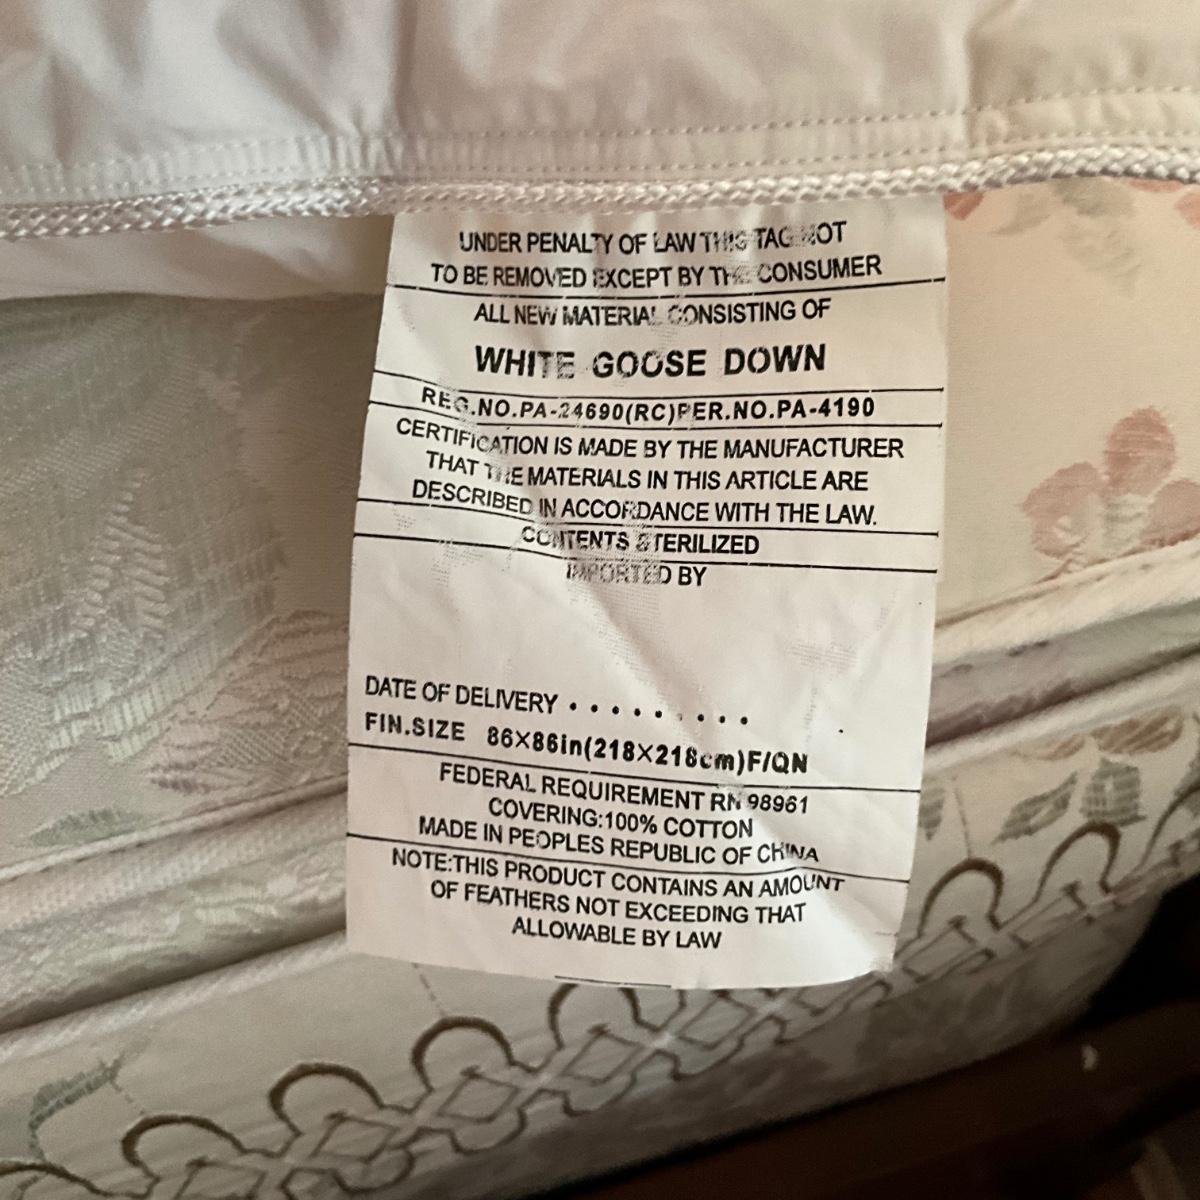 UNDER PENALTY OF LAW THIS TAG NOT
TO BE REMOVED EXCEPT BY THE CONSUMER
ALL NEW MATERIAL CONSISTING OF
WHITE GOOSE DOWN
REG.NO.PA-24690(RC)PER.NO.PA-4190
CERTIFICATION IS MADE BY THE MANUFACTURER
THAT THE MATERIALS IN THIS ARTICLE ARE
DESCRIBED IN ACCORDANCE WITH THE LAW.
CONTENTS STERILIZED
IMPORTED BY
DATE OF DELIVERY . . . . . . . . .
FIN.SIZE 86×86in(218×218cm)F/QN
FEDERAL REQUIREMENT RN 98961
COVERING:100% COTTON
MADE IN PEOPLES REPUBLIC OF CHINA
NOTE:THIS PRODUCT CONTAINS AN AMOUNT
OF FEATHERS NOT EXCEEDING THAT
ALLOWABLE BY LAW